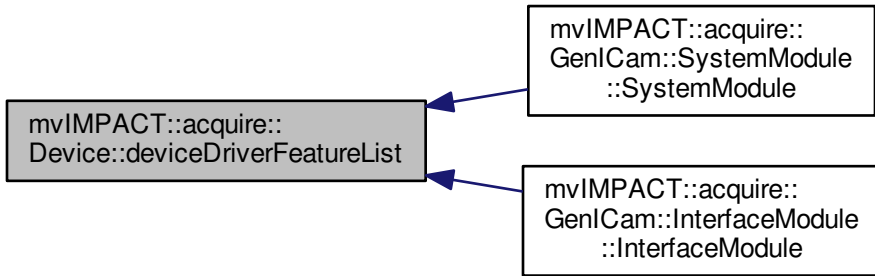 mvIMPACT::acquire::
Device::deviceDriverFeatureList
mvIMPACT::acquire::
GenICam::SystemModule
::SystemModule
mvIMPACT::acquire::
GenICam::InterfaceModule
::InterfaceModule